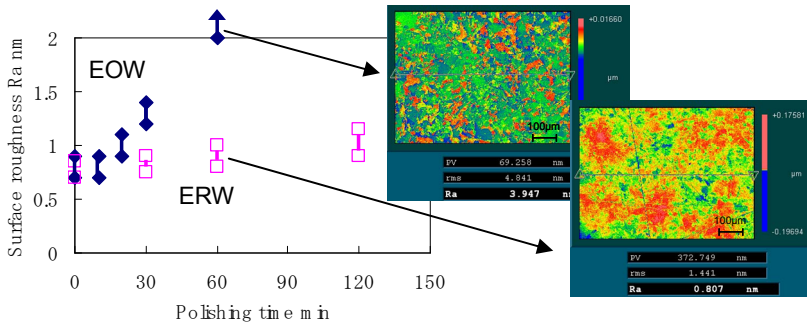 Surface roughness Ra nm
2
1.5
1
0.5
0
0
30
60
90
120
150
Polishing time min
EOW
ERW
+0.01660
μm
100μm
PV 69.258 nm
rms 4.841 nm
Ra 3.947 nm
+0.17581
μm
-0.19694
100μm
PV 372.749 nm
rms 1.441 nm
Ra 0.807 nm